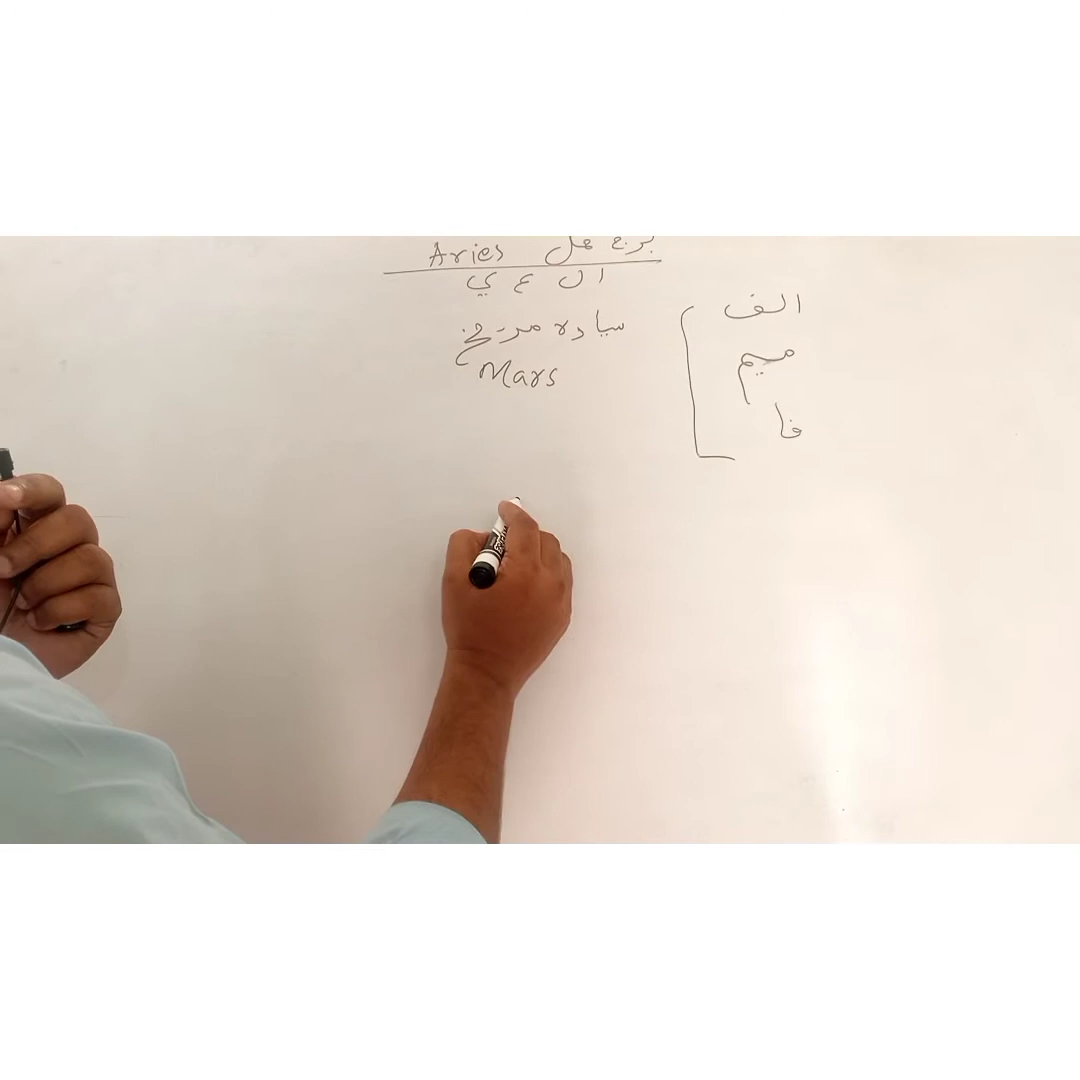 برج حمل Aries
ا ل ع ي
سیارہ مریخ
Mars
الف
میم
فا